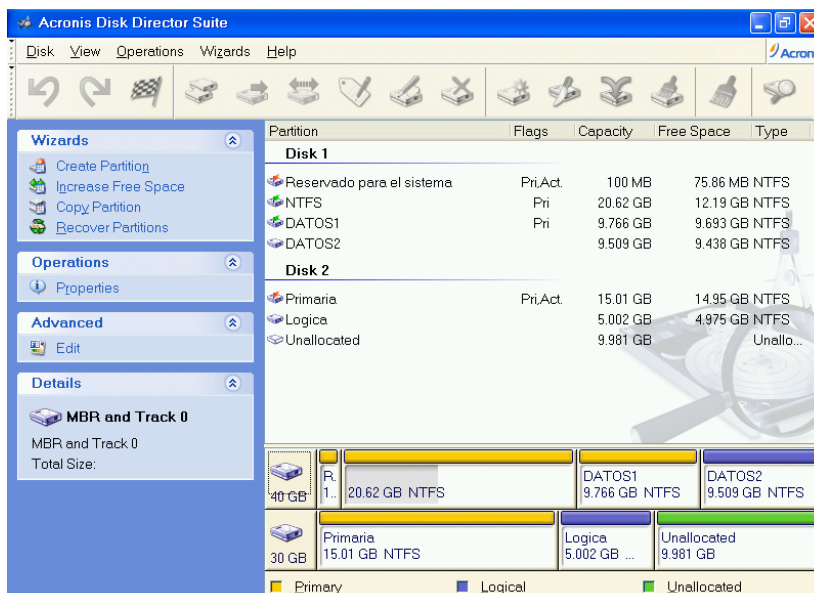 Acronis Disk Director Suite
Disk View Operations Wizards Help
Acron
Wizards
Create Partition
Increase Free Space
Copy Partition
Recover Partitions
Operations
Properties
Advanced
Edit
Details
MBR and Track 0
MBR and Track 0
Total Size:
Partition Flags Capacity Free Space Type
Disk 1
Reservado para el sistema Pri,Act. 100 MB 75.86 MB NTFS
NTFS Pri 20.62 GB 12.19 GB NTFS
DATOS1 Pri 9.766 GB 9.693 GB NTFS
DATOS2 9.509 GB 9.438 GB NTFS
Disk 2
Primaria Pri,Act. 15.01 GB 14.95 GB NTFS
Logica 5.002 GB 4.975 GB NTFS
Unallocated 9.981 GB Unallo...
40 GB
R.
1..
20.62 GB NTFS
DATOS1
9.766 GB NTFS
DATOS2
9.509 GB NTFS
30 GB
Primaria
15.01 GB NTFS
Logica
5.002 GB ...
Unallocated
9.981 GB
Primary Logical Unallocated